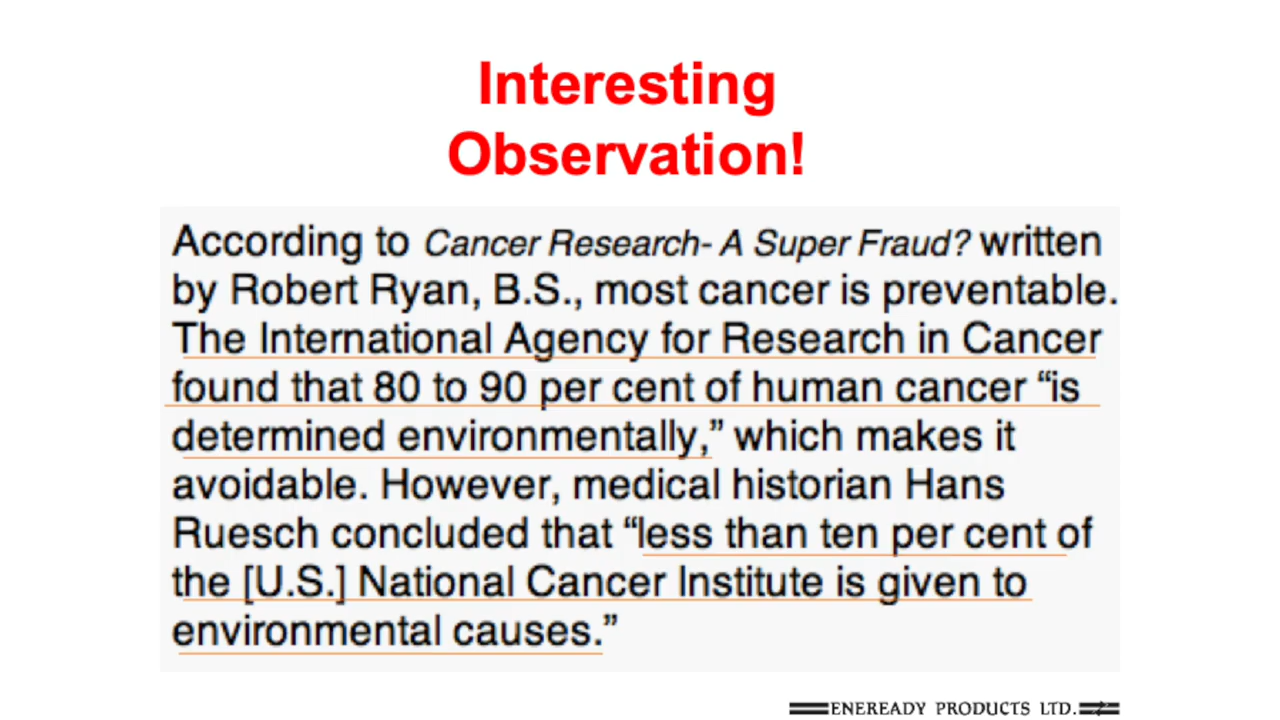 Interesting
Observation!
According to Cancer Research- A Super Fraud? written
by Robert Ryan, B.S., most cancer is preventable.
The International Agency for Research in Cancer
found that 80 to 90 per cent of human cancer “is
determined environmentally,” which makes it
avoidable. However, medical historian Hans
Ruesch concluded that “less than ten per cent of
the [U.S.] National Cancer Institute is given to
environmental causes.”
ENEREADY PRODUCTS LTD.